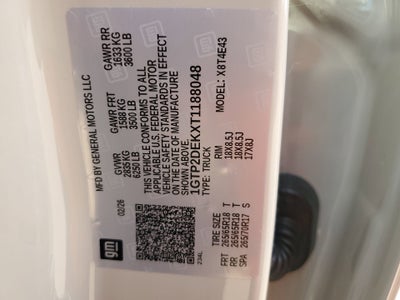 MFD BY GENERAL MOTORS LLC
02/26
GVWR GAWR FRT GAWR RR
2835 KG 1588 KG 1633 KG
6250 LB 3500 LB 3600 LB
THIS VEHICLE CONFORMS TO ALL
APPLICABLE U.S. FEDERAL MOTOR
VEHICLE SAFETY STANDARDS IN EFFECT
ON THE DATE OF MANUFACTURE
SHOWN ABOVE.
1GTP2DEKXT1188048
TYPE: TRUCK MODEL: X8T4E43
gm
234L
TIRE SIZE RIM
FRT 265/65R18 T 18X8.5J
RR 265/65R18 T 18X8.5J
SPA 265/70R17 S 17X8J